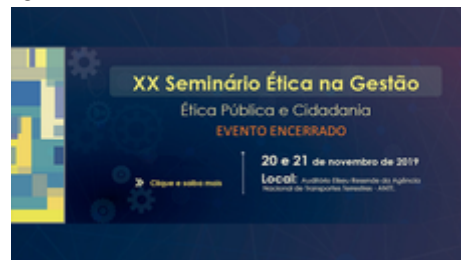 XX Seminário Ética na Gestão
Ética Pública e Cidadania
EVENTO ENCERRADO
20 e 21 de novembro de 2019
Clique e saiba mais
Local: Auditório Eliseu Resende da Agência
Nacional de Transportes Terrestres - ANTT.